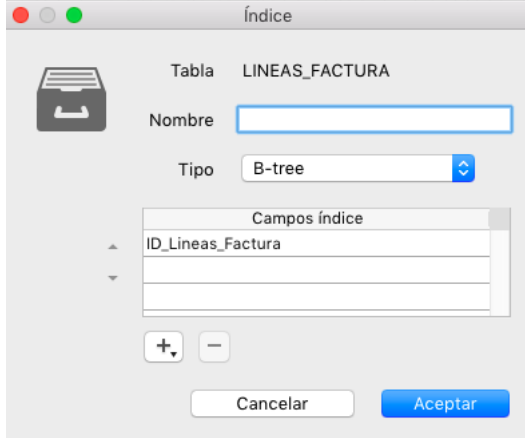 Índice
Tabla LINEAS_FACTURA
Nombre
Tipo B-tree
Campos índice
ID_Lineas_Factura
Cancelar Aceptar